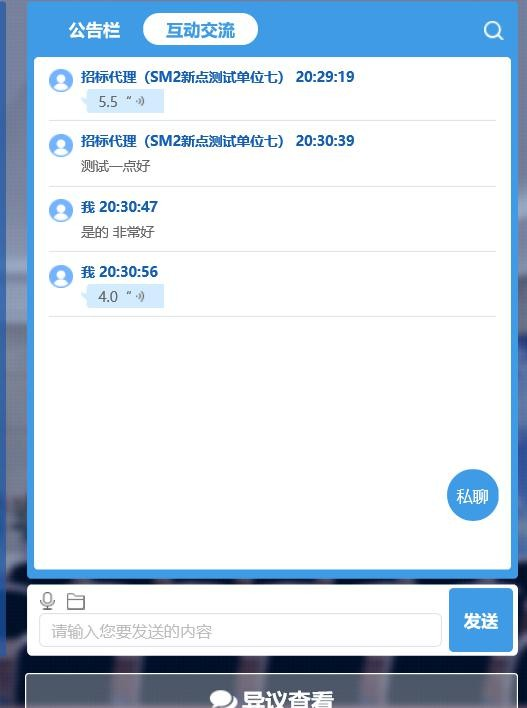 公告栏 互动交流
招标代理（SM2新点测试单位七） 20:29:19
5.5 “
招标代理（SM2新点测试单位七） 20:30:39
测试一点好
我 20:30:47
是的 非常好
我 20:30:56
4.0 “
私聊
请输入您要发送的内容
发送
异议查看